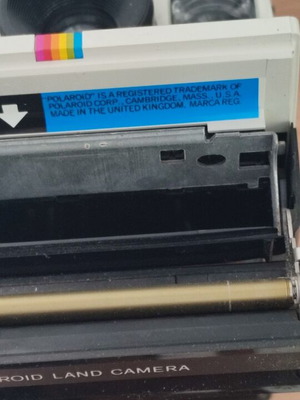 "POLAROID" IS A REGISTERED TRADEMARK OF
POLAROID CORP., CAMBRIDGE, MASS., U.S.A.
MADE IN THE UNITED KINGDOM. MARCA REG.
ROID LAND CAMERA